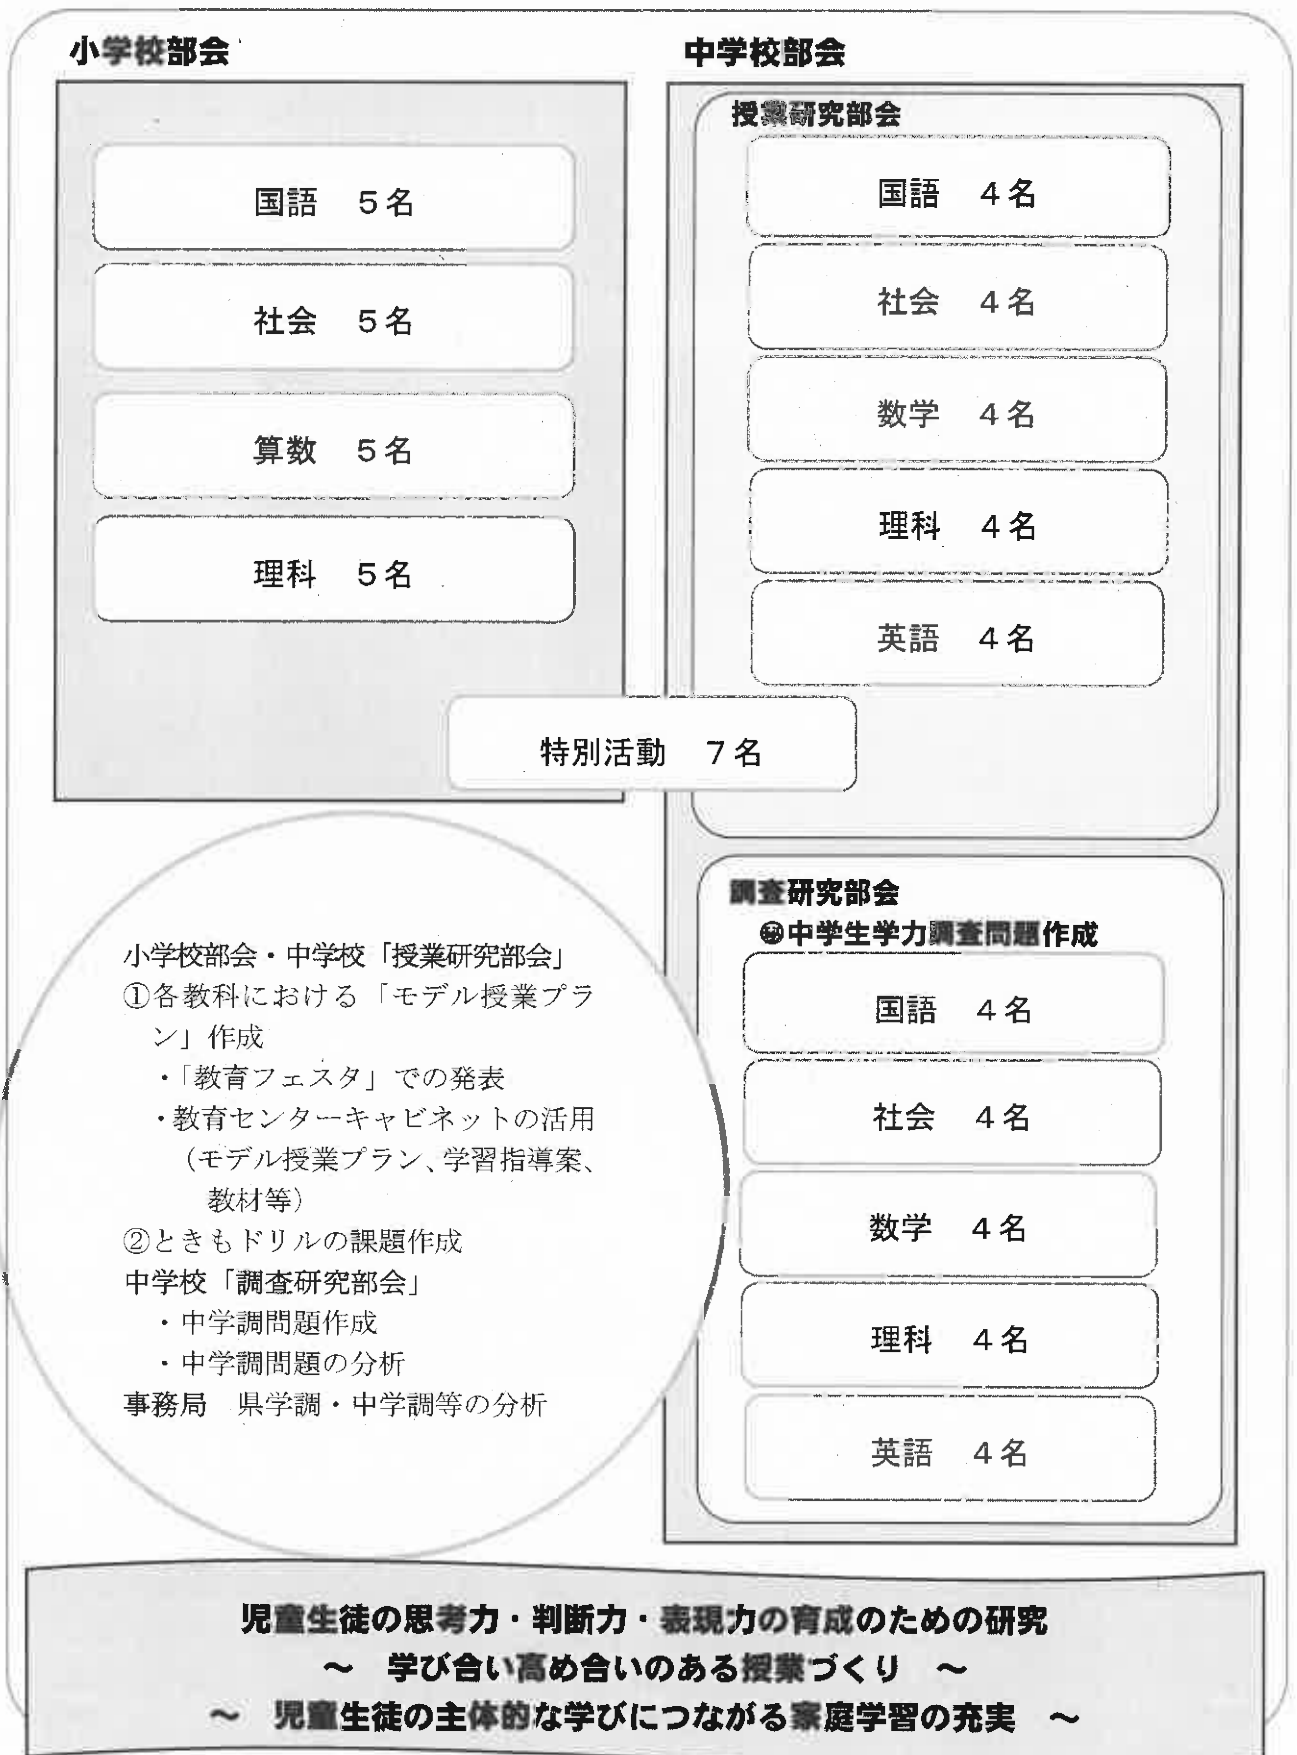 小学校部会
国語　５名
社会　５名
算数　５名
理科　５名
中学校部会
授業研究部会
国語　４名
社会　４名
数学　４名
理科　４名
英語　４名
特別活動　７名
調査研究部会
㊙中学生学力調査問題作成
国語　４名
社会　４名
数学　４名
理科　４名
英語　４名
小学校部会・中学校「授業研究部会」
①各教科における「モデル授業プラ
ン」作成
・「教育フェスタ」での発表
・教育センターキャビネットの活用
（モデル授業プラン、学習指導案、
教材等）
②ときもドリルの課題作成
中学校「調査研究部会」
・中学調問題作成
・中学調問題の分析
事務局　県学調・中学調等の分析
児童生徒の思考力・判断力・表現力の育成のための研究
～　学び合い高め合いのある授業づくり　～
～　児童生徒の主体的な学びにつながる家庭学習の充実　～